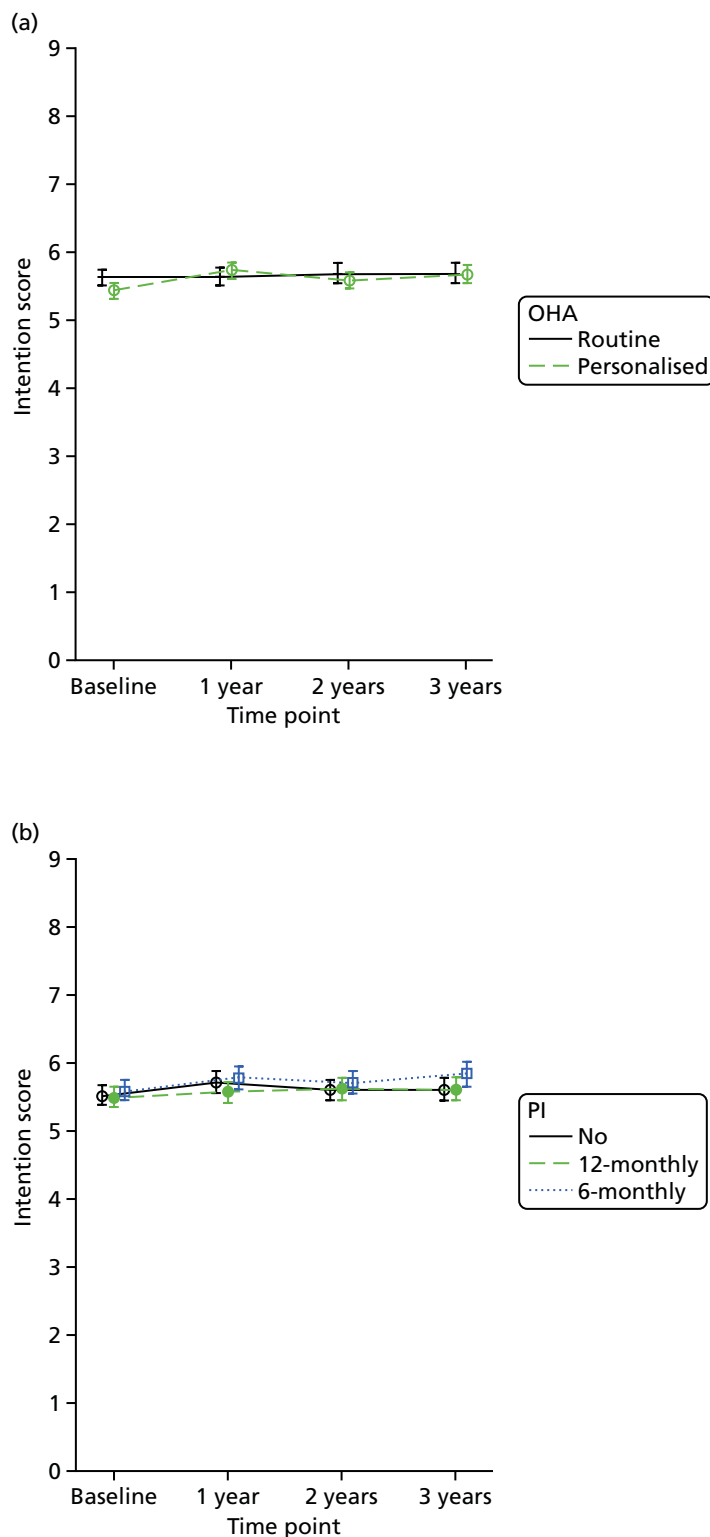 (a)
9
8
7
6
5
4
3
2
1
0
Intention score
Baseline 1 year 2 years 3 years
Time point
OHA
Routine
Personalised
(b)
9
8
7
6
5
4
3
2
1
0
Intention score
Baseline 1 year 2 years 3 years
Time point
PI
No
12-monthly
6-monthly